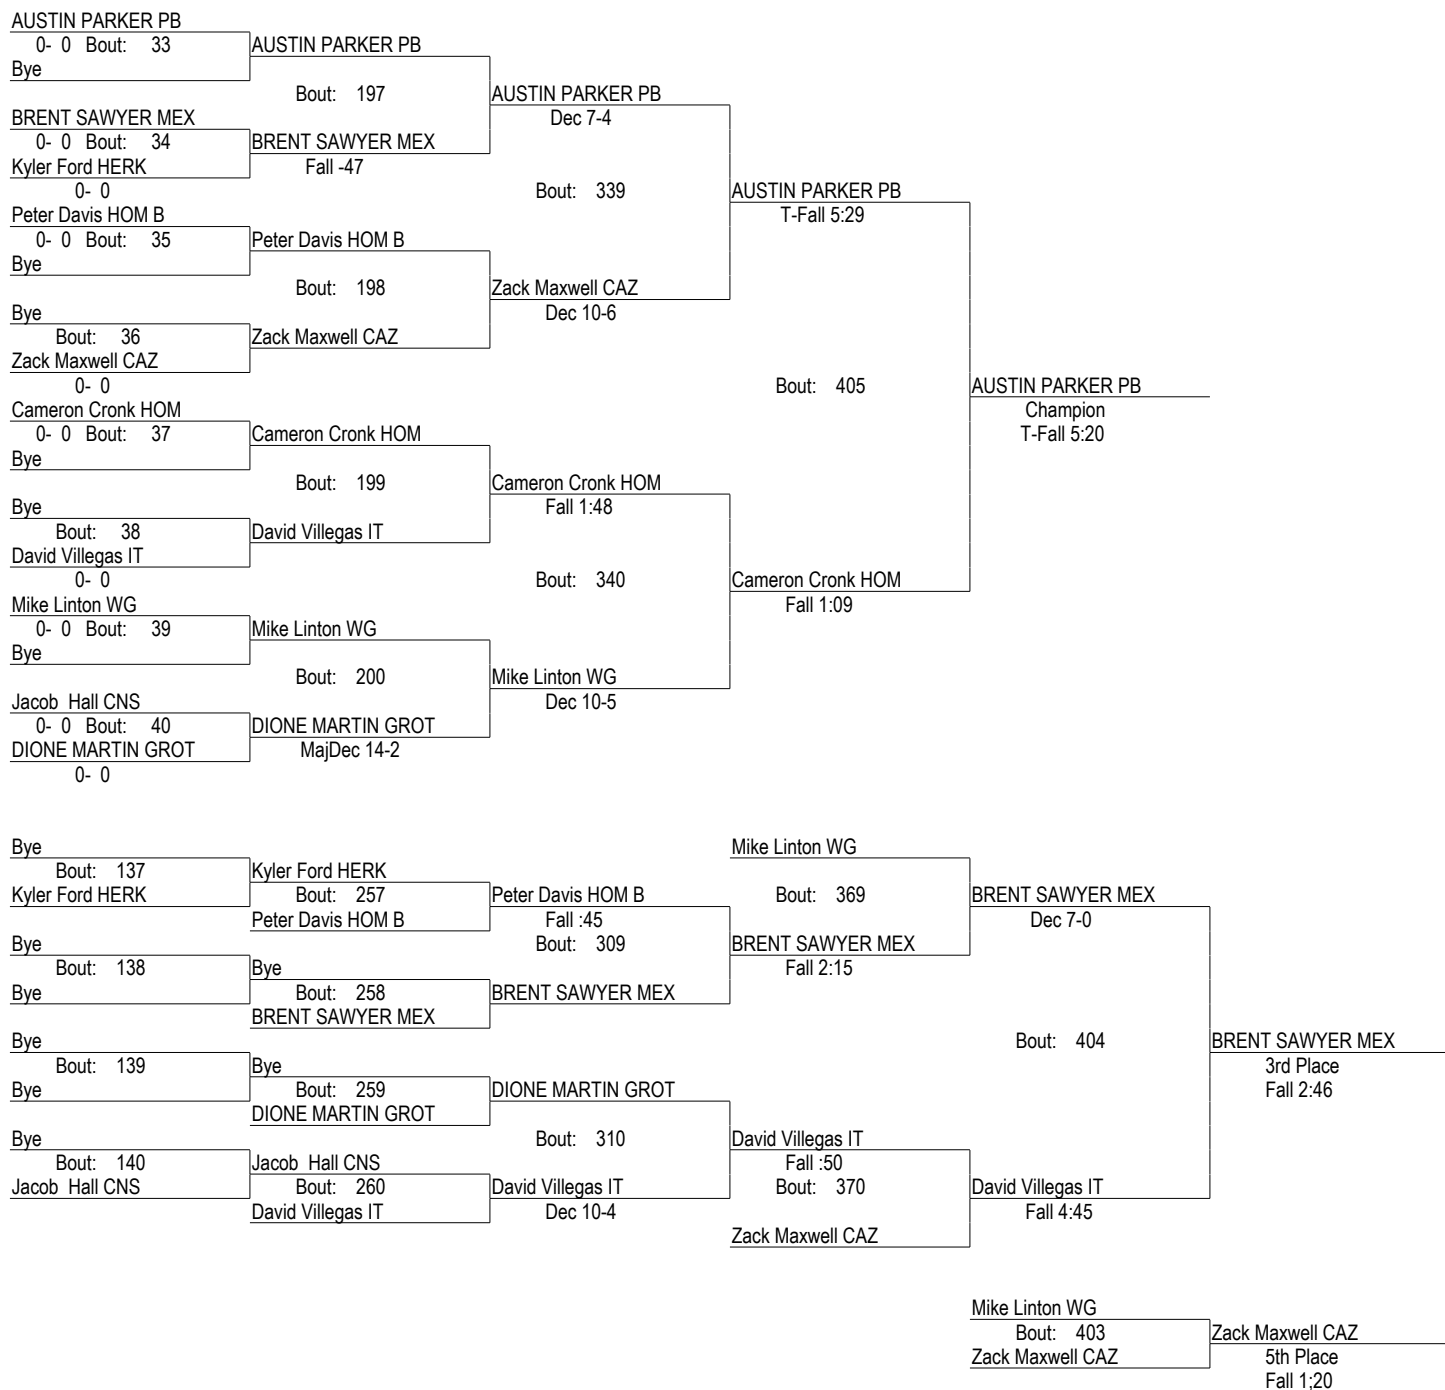 AUSTIN PARKER PB
0- 0 Bout: 33
AUSTIN PARKER PB
Bye
Bout: 197
AUSTIN PARKER PB
Dec 7-4
BRENT SAWYER MEX
0- 0 Bout: 34
BRENT SAWYER MEX
Kyler Ford HERK
Fall -47
0- 0
Bout: 339
AUSTIN PARKER PB
T-Fall 5:29
Peter Davis HOM B
0- 0 Bout: 35
Peter Davis HOM B
Bye
Bout: 198
Zack Maxwell CAZ
Dec 10-6
Bye
Bout: 36
Zack Maxwell CAZ
Zack Maxwell CAZ
0- 0
Bout: 405
AUSTIN PARKER PB
Champion
T-Fall 5:20
Cameron Cronk HOM
0- 0 Bout: 37
Cameron Cronk HOM
Bye
Bout: 199
Cameron Cronk HOM
Fall 1:48
Bye
Bout: 38
David Villegas IT
David Villegas IT
0- 0
Bout: 340
Cameron Cronk HOM
Fall 1:09
Mike Linton WG
0- 0 Bout: 39
Mike Linton WG
Bye
Bout: 200
Mike Linton WG
Dec 10-5
Jacob Hall CNS
0- 0 Bout: 40
DIONE MARTIN GROT
DIONE MARTIN GROT
MajDec 14-2
0- 0
Bye
Mike Linton WG
Bout: 137
Kyler Ford HERK
Kyler Ford HERK
Bout: 257
Peter Davis HOM B
Bout: 369
BRENT SAWYER MEX
Peter Davis HOM B
Fall :45
Dec 7-0
Bye
Bout: 309
BRENT SAWYER MEX
Bout: 138
Bye
Fall 2:15
Bye
Bout: 258
BRENT SAWYER MEX
BRENT SAWYER MEX
Bye
Bout: 404
BRENT SAWYER MEX
Bout: 139
Bye
3rd Place
Bye
Bout: 259
DIONE MARTIN GROT
Fall 2:46
DIONE MARTIN GROT
Bye
Bout: 310
David Villegas IT
Bout: 140
Jacob Hall CNS
Fall :50
Jacob Hall CNS
Bout: 260
David Villegas IT
Bout: 370
David Villegas IT
David Villegas IT
Dec 10-4
Fall 4:45
Zack Maxwell CAZ
Mike Linton WG
Bout: 403
Zack Maxwell CAZ
Zack Maxwell CAZ
5th Place
Fall 1;20